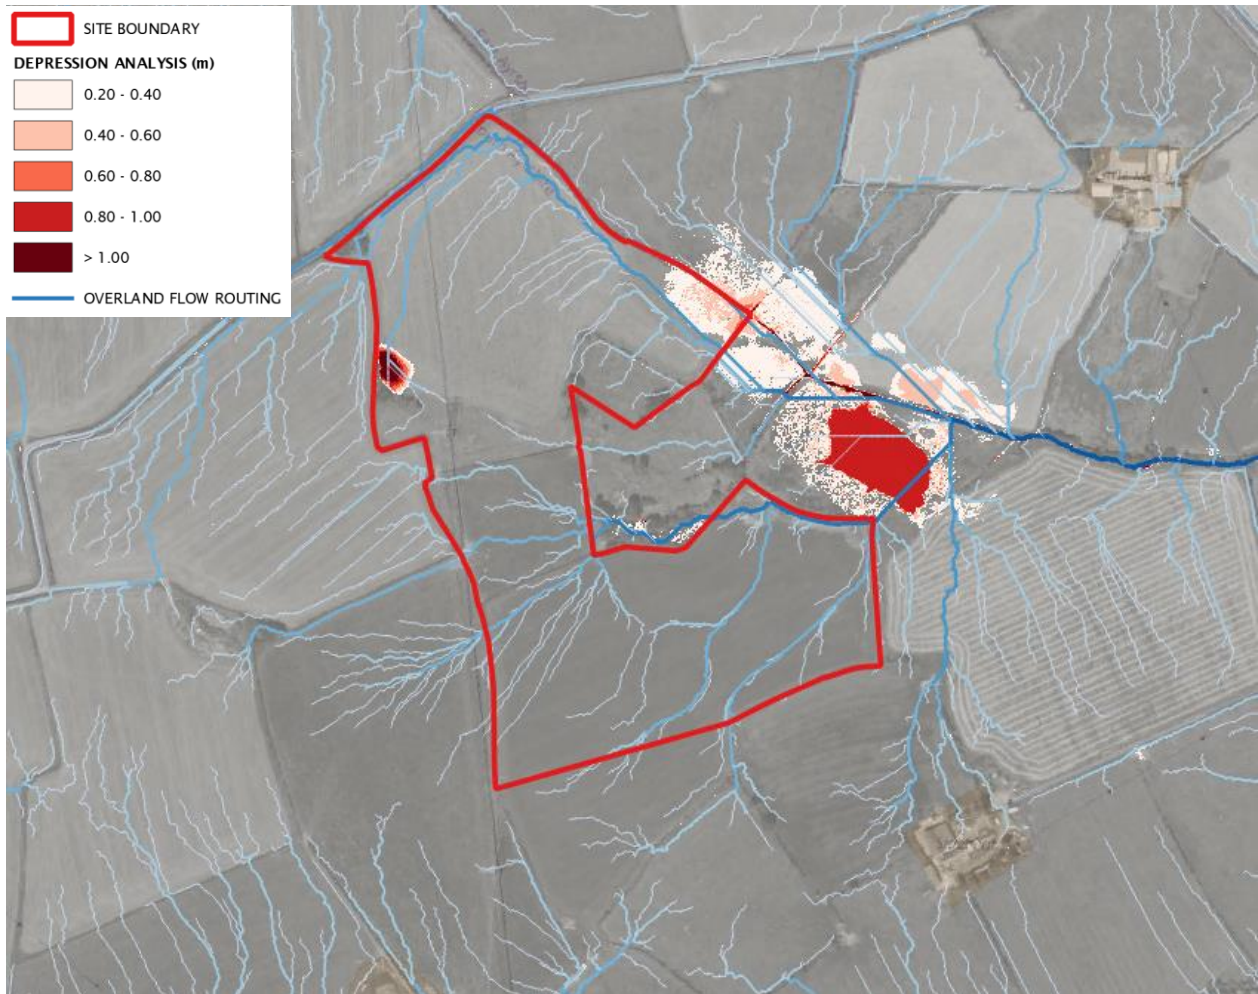 SITE BOUNDARY
DEPRESSION ANALYSIS (m)
0.20 - 0.40
0.40 - 0.60
0.60 - 0.80
0.80 - 1.00
> 1.00
OVERLAND FLOW ROUTING